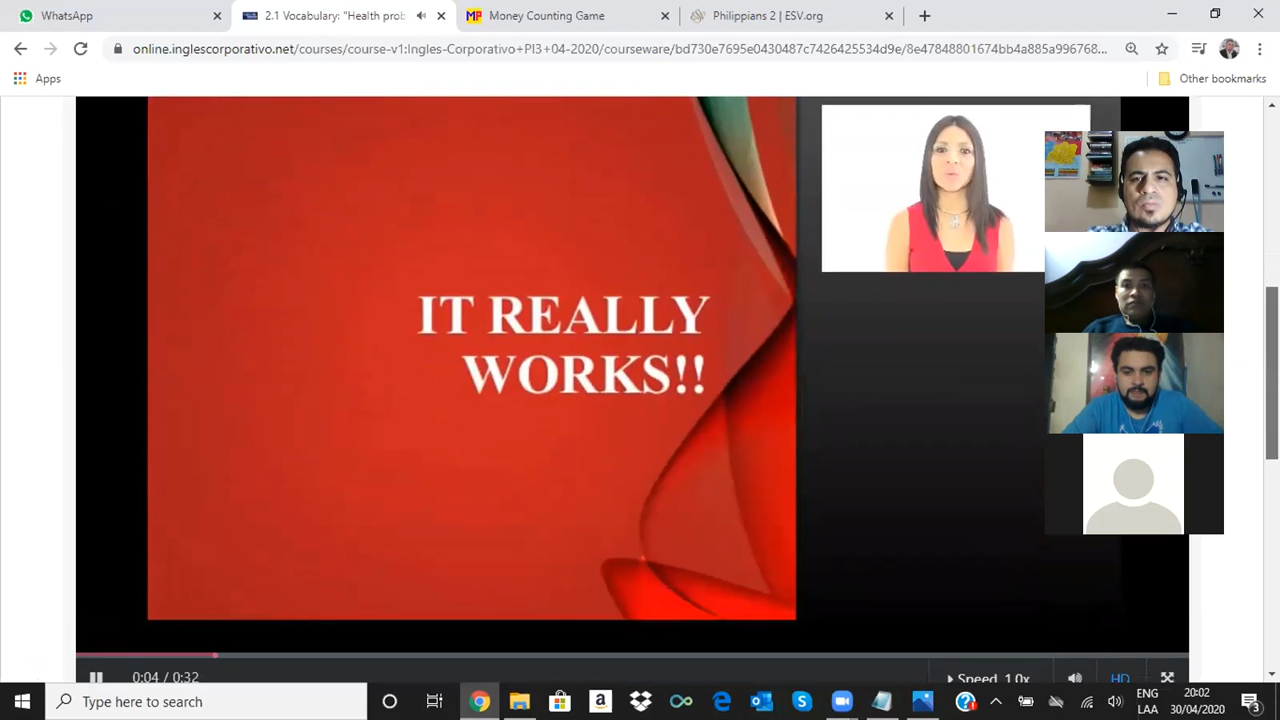 WhatsApp
2.1 Vocabulary: "Health prob
Money Counting Game
Philippians 2 | ESV.org
online.inglescorporativo.net/courses/course-v1:Ingles-Corporativo+PI3+04-2020/courseware/bd730e7695e0430487c7426425534d9e/8e47848801674bb4a885a996768...
Apps
Other bookmarks
IT REALLY
WORKS!!
0:04 / 0:32
Speed 1.0x
HD
Type here to search
ENG
LAA
20:02
30/04/2020
3